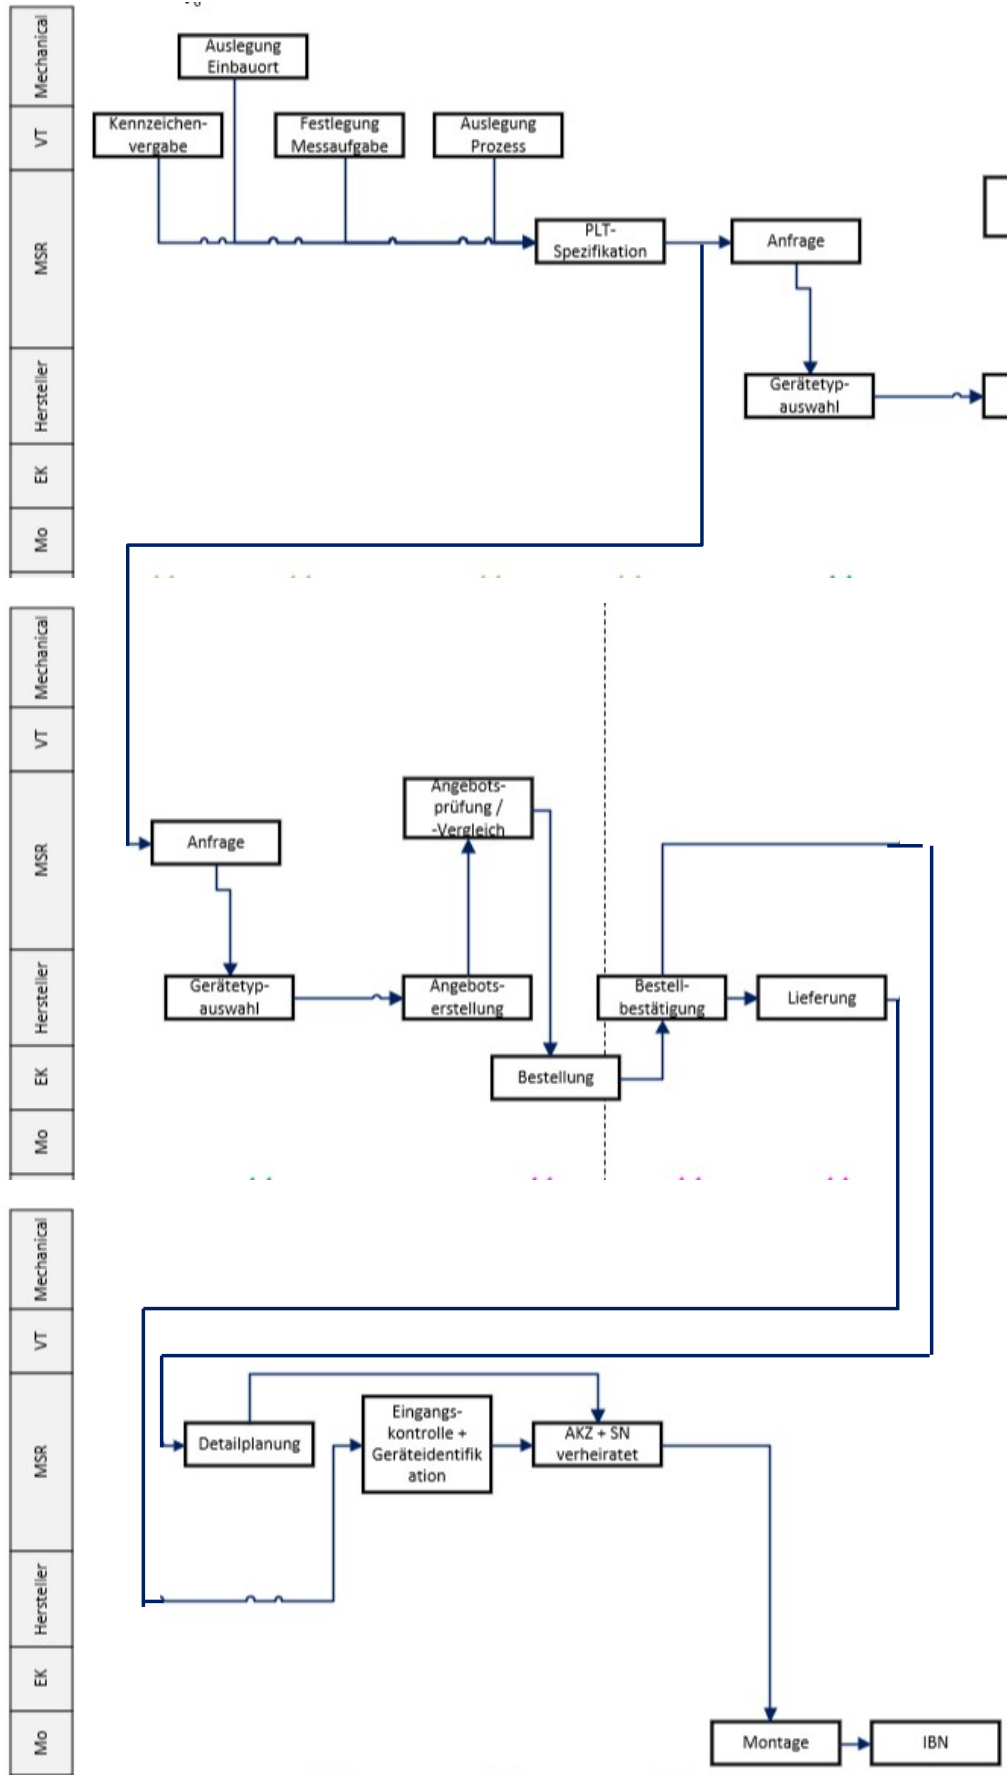 Mechanical
Auslegung
Einbauort
VT
Kennzeichen-
vergabe
Festlegung
Messaufgabe
Auslegung
Prozess
MSR
PLT-
Spezifikation
Anfrage
Hersteller
Gerätetyp-
auswahl
EK
Mo
Mechanical
VT
MSR
Angebots-
prüfung /
-Vergleich
Anfrage
Hersteller
Gerätetyp-
auswahl
Angebots-
erstellung
Bestell-
bestätigung
Lieferung
EK
Bestellung
Mo
Mechanical
VT
MSR
Detailplanung
Eingangs-
kontrolle +
Geräteidentifik
ation
AKZ + SN
verheiratet
Hersteller
EK
Mo
Montage
IBN